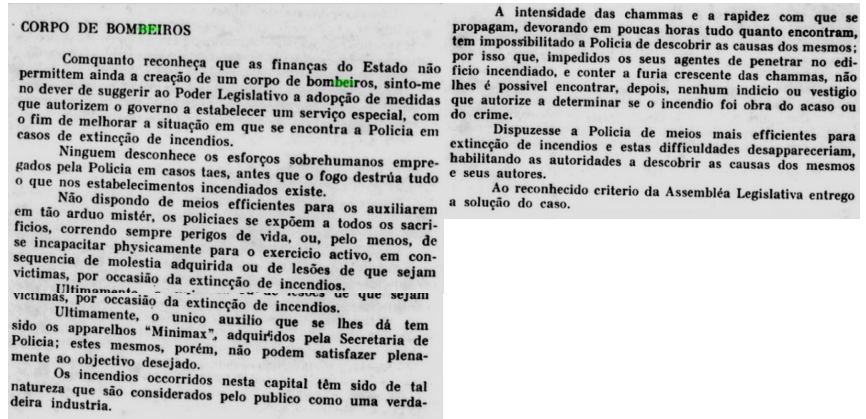 CORPO DE BOMBEIROS
Comquanto reconheça que as finanças do Estado não
permittem ainda a creação de um corpo de bombeiros, sinto-me
no dever de suggerir ao Poder Legislativo a adopção de medidas
que autorizem o governo a estabelecer um serviço especial, com
o fim de melhorar a situação em que se encontra a Policia em
casos de extincção de incendios.
Ninguem desconhece os esforços sobrehumanos empre-
gados pela Policia em casos taes, antes que o fogo destrúa tudo
o que nos estabelecimentos incendiados existe.
Não dispondo de meios efficientes para os auxiliarem
em tão arduo mistér, os policiaes se expõem a todos os sacri-
ficios, correndo sempre perigos de vida, ou, pelo menos, de
se incapacitar physicamente para o exercicio activo, em con-
sequencia de molestia adquirida ou de lesões de que sejam
victimas, por occasião da extincção de incendios.
Ultimamente
de lesões de que sejam
victimas, por occasião da extincção de incendios.
Ultimamente, o unico auxilio que se lhes dá tem
sido os apparelhos “Minimax”, adquiridos pela Secretaria de
Policia; estes mesmos, porém, não podem satisfazer plena-
mente ao objectivo desejado.
Os incendios occorridos nesta capital têm sido de tal
natureza que são considerados pelo publico como uma verda-
deira industria.
A intensidade das chammas e a rapidez com que se
propagam, devorando em poucas horas tudo quanto encontram,
tem impossibilitado a Policia de descobrir as causas dos mesmos;
por isso que, impedidos os seus agentes de penetrar no edi-
ficio incendiado, e conter a furia crescente das chammas, não
lhes é possivel encontrar, depois, nenhum indicio ou vestigio
que autorize a determinar se o incendio foi obra do acaso ou
do crime.
Dispuzesse a Policia de meios mais efficientes para
extincção de incendios e estas difficuldades desappareceriam,
habilitando as autoridades a descobrir as causas dos mesmos
e seus autores.
Ao reconhecido criterio da Assembléa Legislativa entrego
a solução do caso.